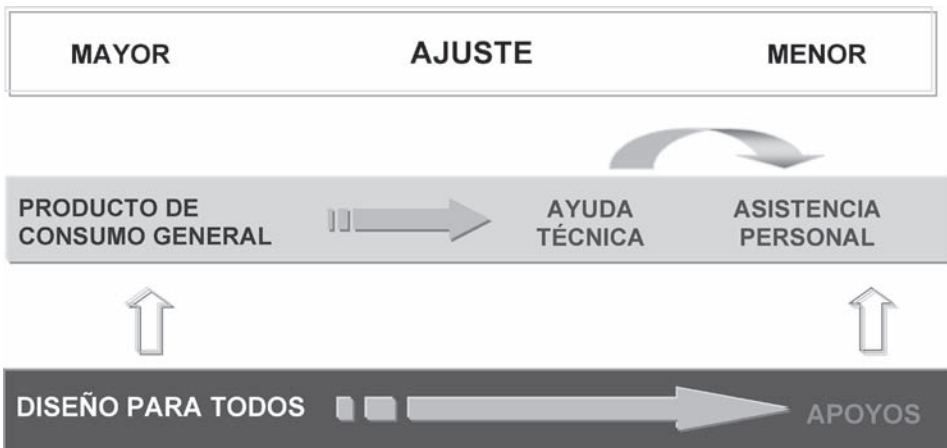 MAYOR AJUSTE MENOR
PRODUCTO DE
CONSUMO GENERAL
AYUDA
TÉCNICA
ASISTENCIA
PERSONAL
DISEÑO PARA TODOS APOYOS